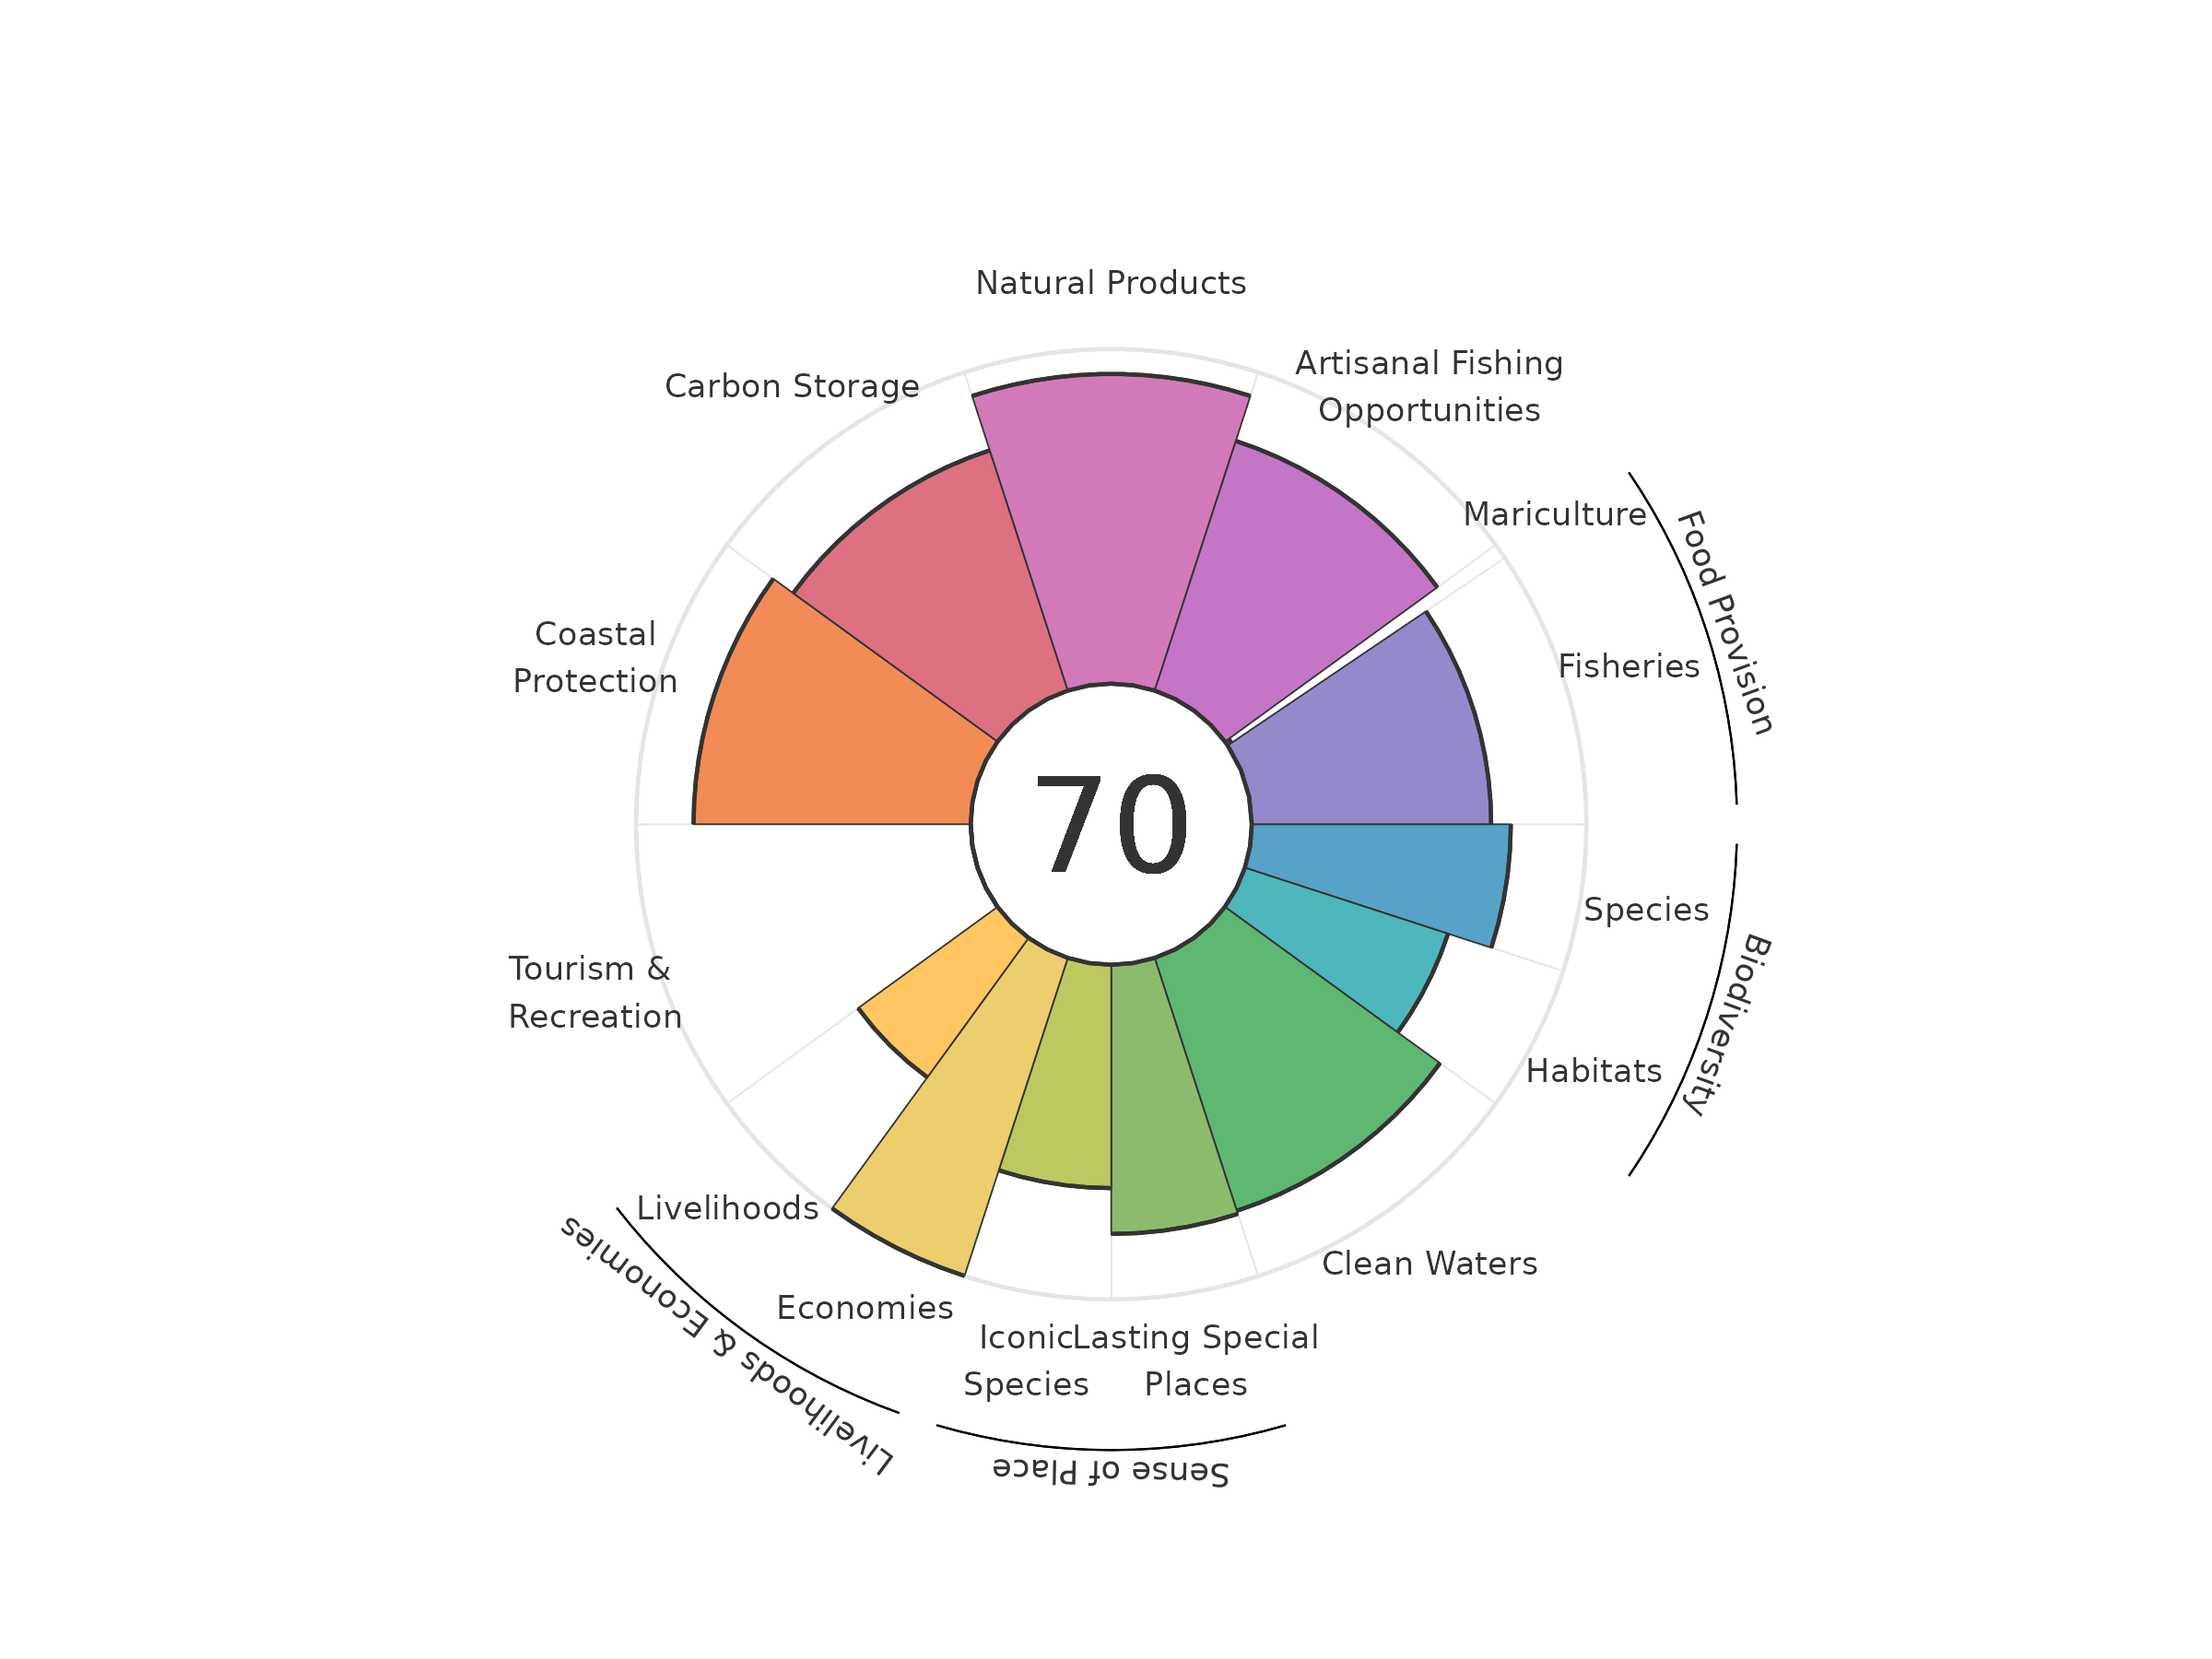 Natural Products
Artisanal Fishing
Opportunities
Carbon Storage
Mariculture
Food Provision
Coastal
Protection
Fisheries
70
Species
Biodiversity
Tourism &
Recreation
Habitats
Livelihoods
Clean Waters
Economies
Livelihoods & Economies
Iconic
Species
Lasting Special
Places
Sense of Place